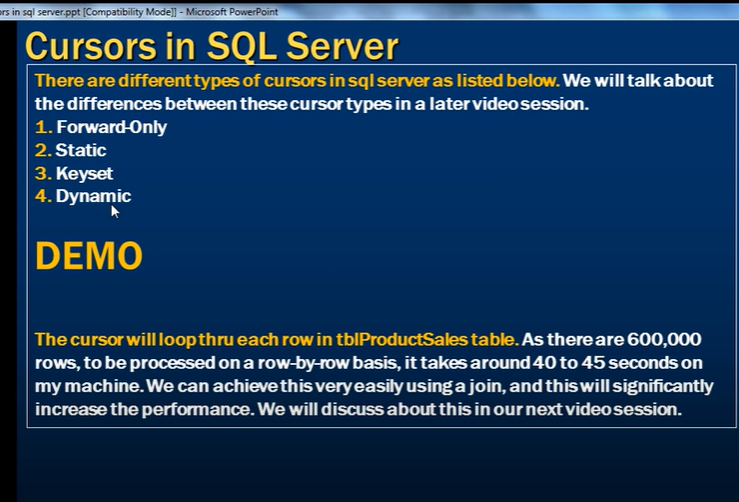 ors in sql server.ppt [Compatibility Mode]] - Microsoft PowerPoint
Cursors in SQL Server
There are different types of cursors in sql server as listed below. We will talk about
the differences between these cursor types in a later video session.
1. Forward-Only
2. Static
3. Keyset
4. Dynamic
DEMO
The cursor will loop thru each row in tblProductSales table. As there are 600,000
rows, to be processed on a row-by-row basis, it takes around 40 to 45 seconds on
my machine. We can achieve this very easily using a join, and this will significantly
increase the performance. We will discuss about this in our next video session.